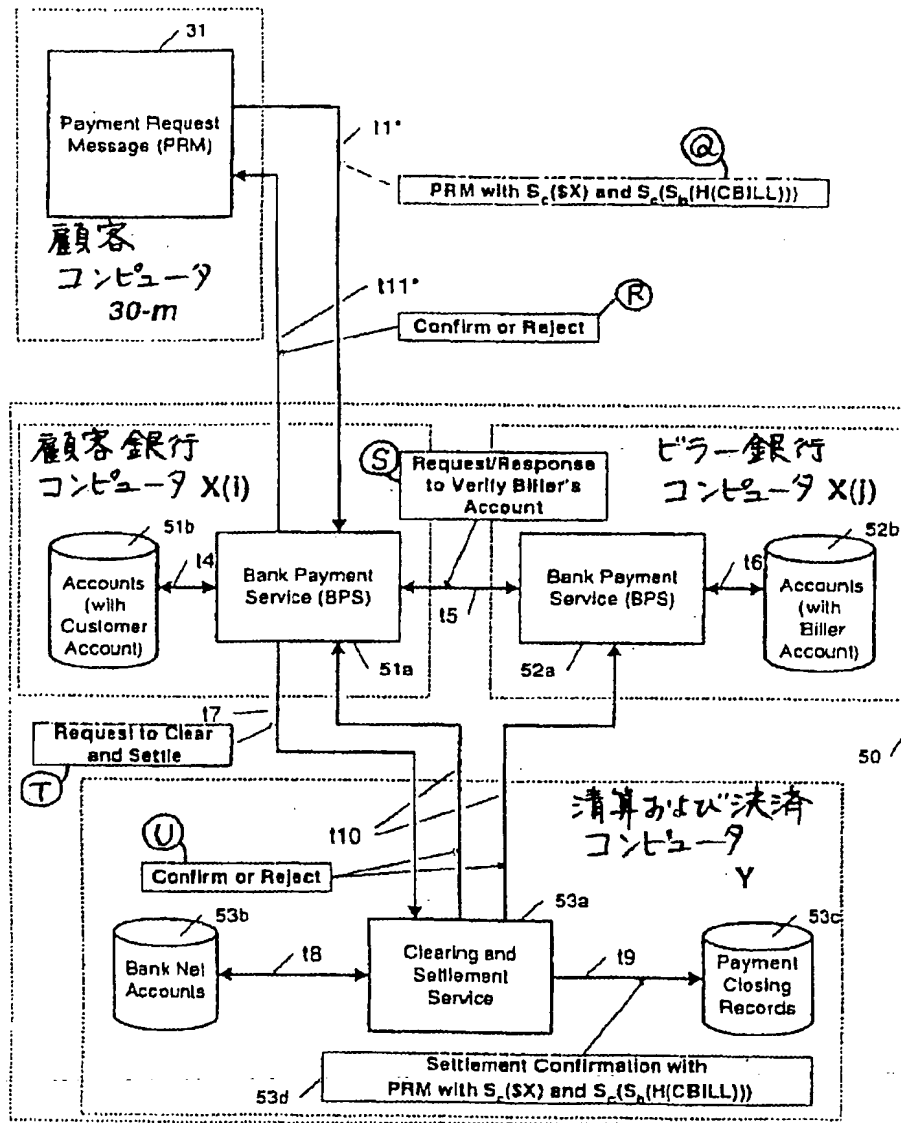 31
Payment Request
Message (PRM)
顧客
コンピュータ
30-m
t1*
Q
PRM with Sc($X) and Sc(Sb(H(CBILL)))
t11*
R
Confirm or Reject
顧客銀行
コンピュータ X(i)
S
Request/Response
to Verify Biller's
Account
ビラー銀行
コンピュータ X(j)
51b
t4
Accounts
(with
Customer
Account)
Bank Payment
Service (BPS)
51a
t5
Bank Payment
Service (BPS)
52a
t6
52b
Accounts
(with
Biller
Account)
t7
Request to Clear
and Settle
T
50
t10
清算および決済
コンピュータ
Y
U
Confirm or Reject
53b
Bank Net
Accounts
t8
53a
Clearing and
Settlement
Service
t9
53c
Payment
Closing
Records
Settlement Confirmation with
PRM with Sc($X) and Sc(Sb(H(CBILL)))
53d